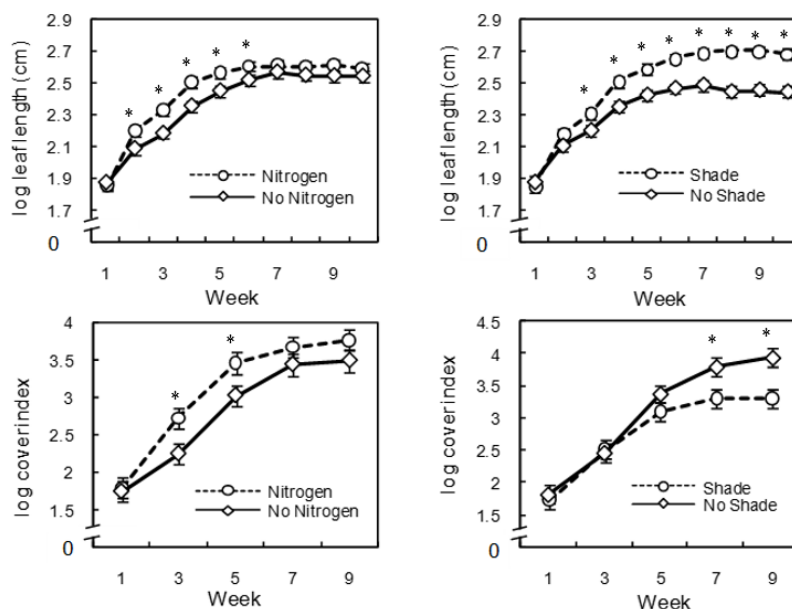 log leaf length (cm)
2.9
2.7
2.5
2.3
2.1
1.9
1.7
0
*
*
*
*
*
*
Nitrogen
No Nitrogen
1 3 5 7 9
Week
log leaf length (cm)
2.9
2.7
2.5
2.3
2.1
1.9
1.7
0
* * * * * * * *
Shade
No Shade
1 3 5 7 9
Week
log cover index
4
3.5
3
2.5
2
1.5
0
* *
Nitrogen
No Nitrogen
1 3 5 7 9
Week
log cover index
4.5
4
3.5
3
2.5
2
1.5
0
* *
Shade
No Shade
1 3 5 7 9
Week